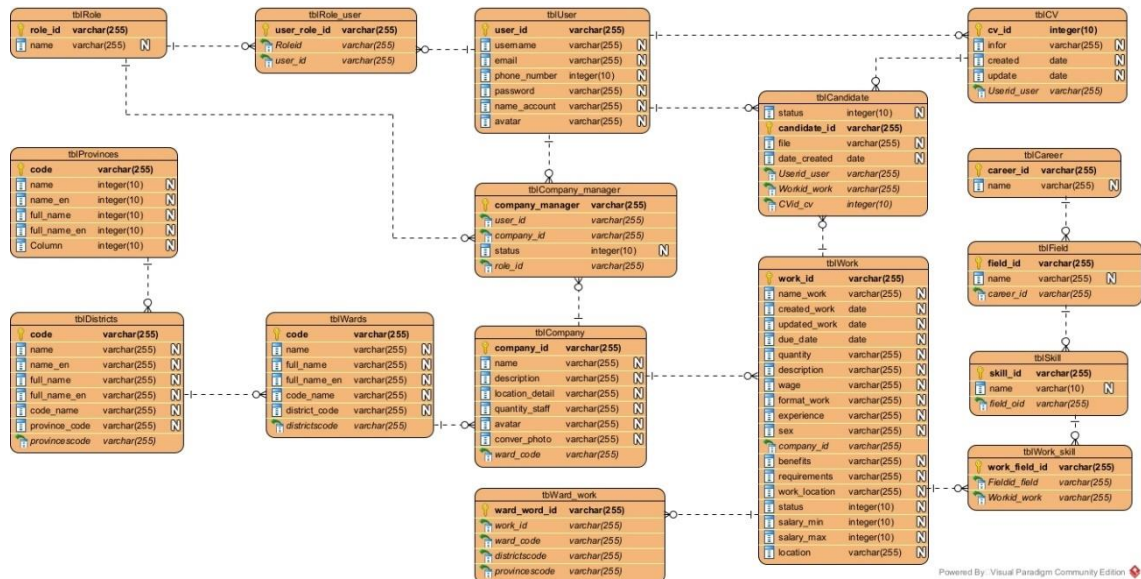 tblRole
role_id varchar(255)
name varchar(255) N
tblRole_user
user_role_id varchar(255)
Roleid varchar(255)
user_id varchar(255)
tblUser
user_id varchar(255)
username varchar(255) N
email varchar(255) N
phone_number integer(10) N
password varchar(255) N
name_account varchar(255) N
avatar varchar(255) N
tblCV
cv_id integer(10)
infor varchar(255) N
created date N
update date N
Userid_user varchar(255)
tblCandidate
status integer(10) N
candidate_id varchar(255)
file varchar(255) N
date_created date N
Userid_user varchar(255)
Workid_work varchar(255)
CVid_cv integer(10)
tblProvinces
code varchar(255)
name integer(10) N
name_en integer(10) N
full_name integer(10) N
full_name_en integer(10) N
Column integer(10) N
tblCompany_manager
company_manager varchar(255)
user_id varchar(255)
company_id varchar(255)
status integer(10) N
role_id varchar(255)
tblCareer
career_id varchar(255)
name varchar(255) N
tblField
field_id varchar(255)
name varchar(255) N
career_id varchar(255)
tblDistricts
code varchar(255)
name varchar(255) N
name_en varchar(255) N
full_name varchar(255) N
full_name_en varchar(255) N
code_name varchar(255) N
province_code varchar(255) N
provincescode varchar(255)
tblWards
code varchar(255)
name varchar(255) N
full_name varchar(255) N
full_name_en varchar(255) N
code_name varchar(255) N
district_code varchar(255) N
districtscode varchar(255)
tblCompany
company_id varchar(255)
name varchar(255) N
description varchar(255) N
location_detail varchar(255) N
quantity_staff varchar(255) N
avatar varchar(255) N
conver_photo varchar(255) N
ward_code varchar(255)
tblWork
work_id varchar(255)
name_work varchar(255) N
created_work date N
updated_work date N
due_date date N
quantity varchar(255) N
description varchar(255) N
wage varchar(255) N
format_work varchar(255) N
experience varchar(255) N
sex varchar(255) N
company_id varchar(255)
benefits varchar(255) N
requirements varchar(255) N
work_location varchar(255) N
status integer(10) N
salary_min integer(10) N
salary_max integer(10) N
location varchar(255) N
tblSkill
skill_id varchar(255)
name varchar(10) N
field_oid varchar(255)
tblWork_skill
work_field_id varchar(255)
Fieldid_field varchar(255)
Workid_work varchar(255)
tbWard_work
ward_word_id varchar(255)
work_id varchar(255)
ward_code varchar(255)
districtscode varchar(255)
provincescode varchar(255)
Powered By: Visual Paradigm Community Edition